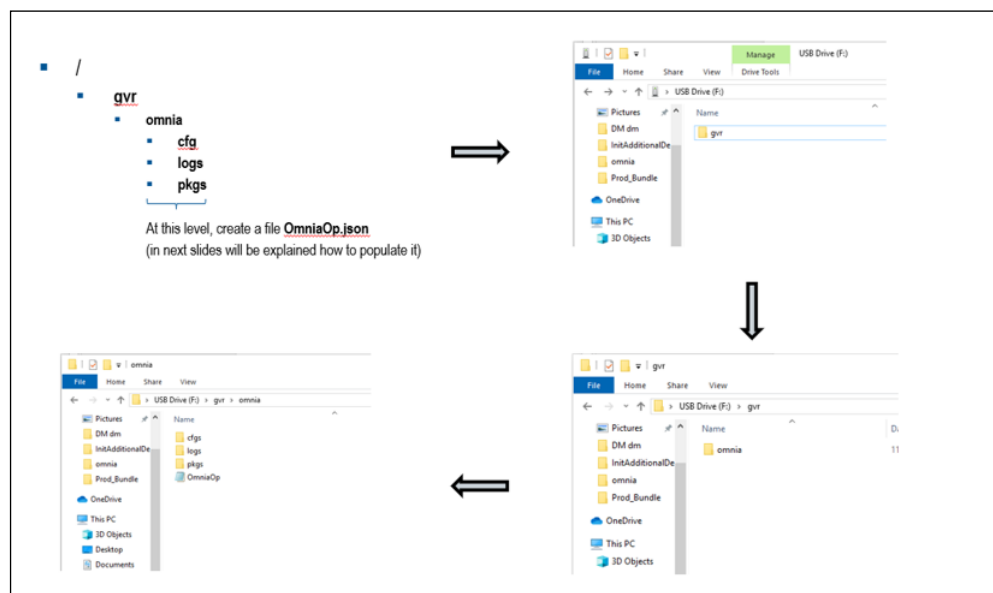 /
gvr
omnia
cfg
logs
pkgs
At this level, create a file OmniaOp.json
(in next slides will be explained how to populate it)
Manage USB Drive (F:)
File Home Share View Drive Tools
USB Drive (F:)
Pictures
DM dm
InitAdditionalDe
omnia
Prod_Bundle
OneDrive
This PC
3D Objects
Name
gvr
gvr
File Home Share View
USB Drive (F:) › gvr
Pictures
DM dm
InitAdditionalDe
omnia
Prod_Bundle
OneDrive
This PC
3D Objects
Name
omnia
11
omnia
File Home Share View
USB Drive (F:) › gvr › omnia
Pictures
DM dm
InitAdditionalDe
omnia
Prod_Bundle
OneDrive
This PC
3D Objects
Desktop
Documents
Name
cfgs
logs
pkgs
OmniaOp